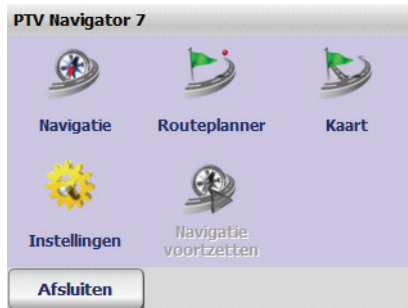 PTV Navigator 7
Navigatie
Routeplanner
Kaart
Instellingen
Navigatie
voortzetten
Afsluiten